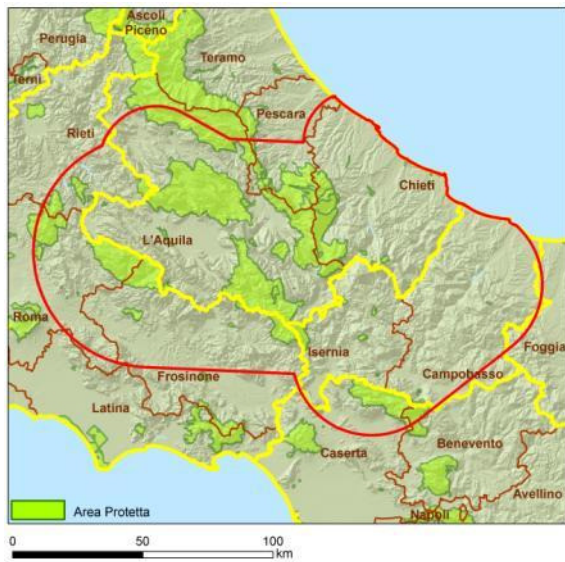 Ascoli
Piceno
Perugia
Teramo
Terni
Pescara
Rieti
Chieti
L'Aquila
Roma
Isernia
Foggia
Frosinone
Campobasso
Latina
Benevento
Caserta
Avellino
Napoli
Area Protetta
0 50 100
km